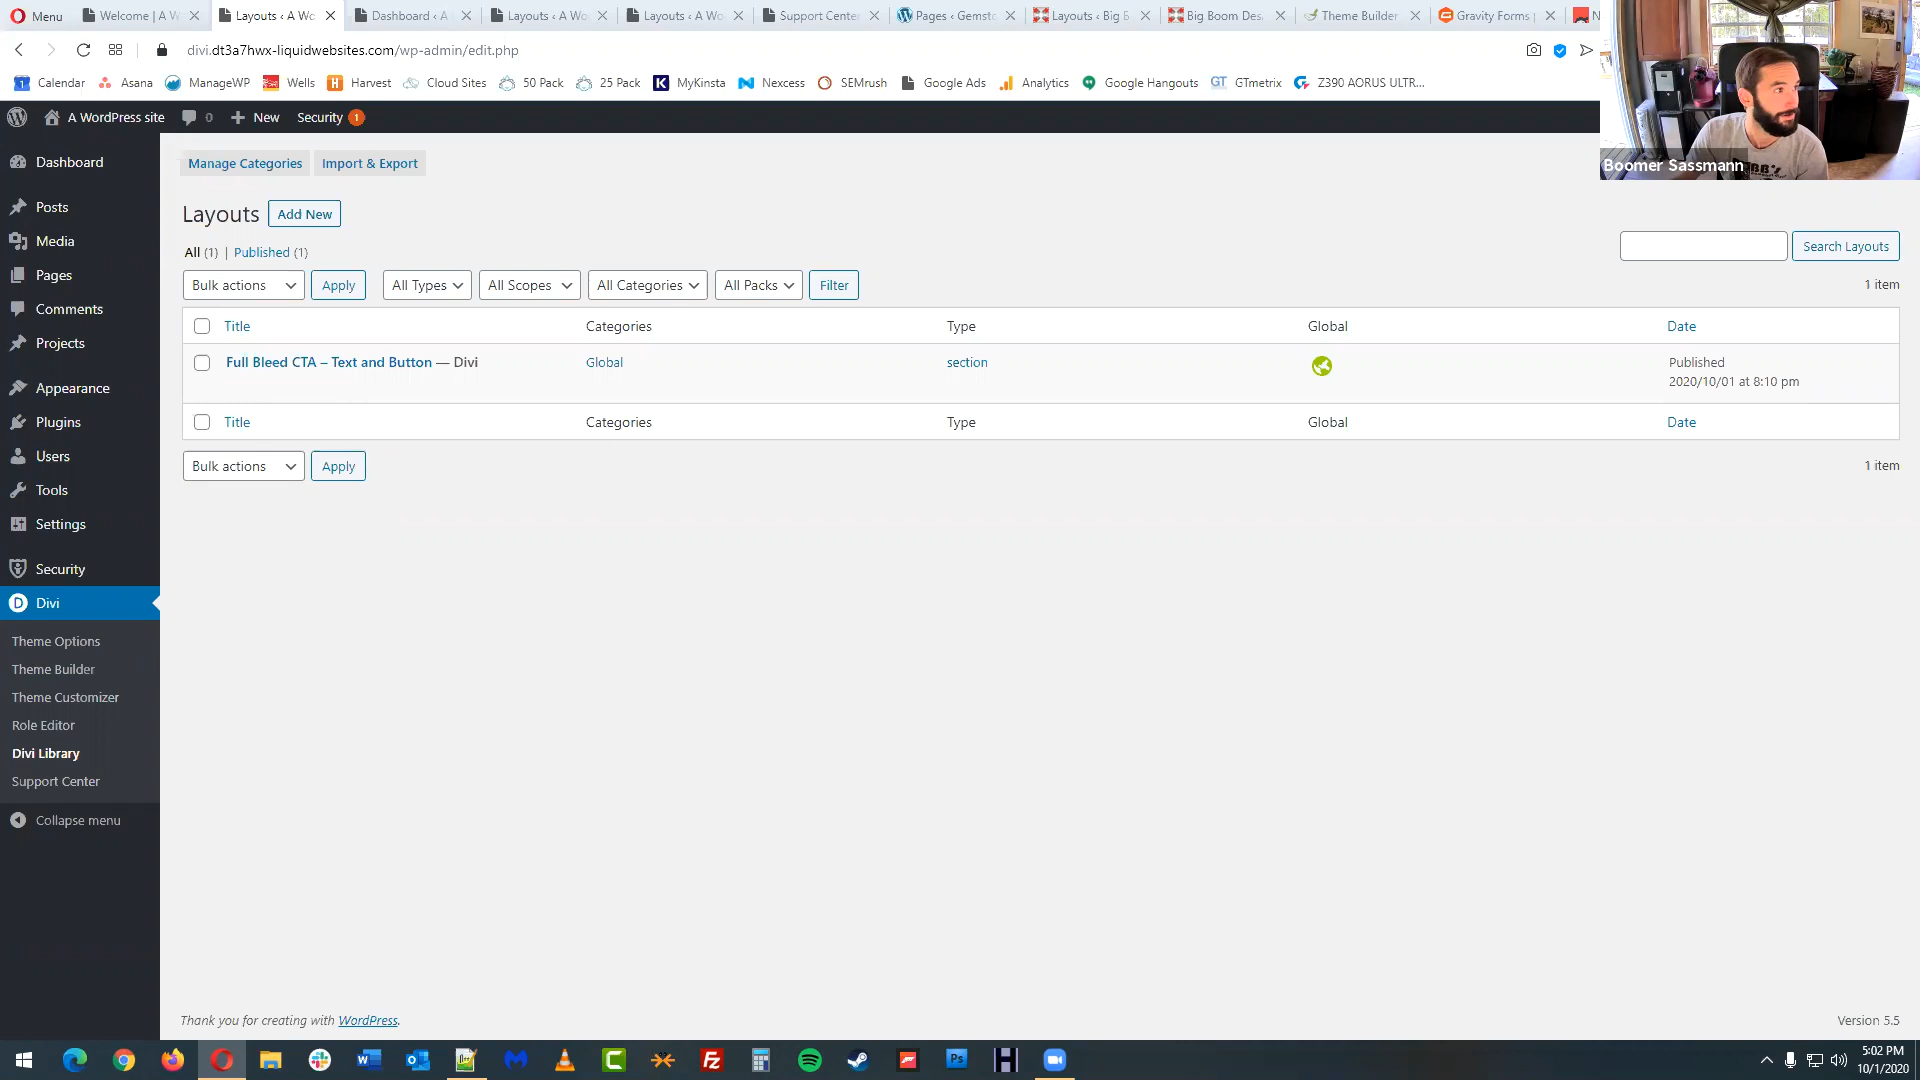 Menu
Welcome | A W
Layouts ‹ A Wo
Dashboard ‹ A
Layouts ‹ A Wo
Layouts ‹ A Wo
Support Center
Pages ‹ Gemsto
Layouts ‹ Big B
Big Boom Des
Theme Builder
Gravity Forms
N
divi.dt3a7hwx-liquidwebsites.com/wp-admin/edit.php
Calendar
Asana
ManageWP
Wells
Harvest
Cloud Sites
50 Pack
25 Pack
MyKinsta
Nexcess
SEMrush
Google Ads
Analytics
Google Hangouts
GTmetrix
Z390 AORUS ULTR...
A WordPress site
0
New
Security 1
Boomer Sassmann
Dashboard
Posts
Media
Pages
Comments
Projects
Appearance
Plugins
Users
Tools
Settings
Security
Divi
Theme Options
Theme Builder
Theme Customizer
Role Editor
Divi Library
Support Center
Collapse menu
Manage Categories
Import & Export
Layouts
Add New
All (1) | Published (1)
Search Layouts
Bulk actions
Apply
All Types
All Scopes
All Categories
All Packs
Filter
1 item
Title Categories Type Global Date
Full Bleed CTA – Text and Button — Divi
Global
section
Published
2020/10/01 at 8:10 pm
Title Categories Type Global Date
Bulk actions
Apply
1 item
Thank you for creating with WordPress.
Version 5.5
5:02 PM
10/1/2020